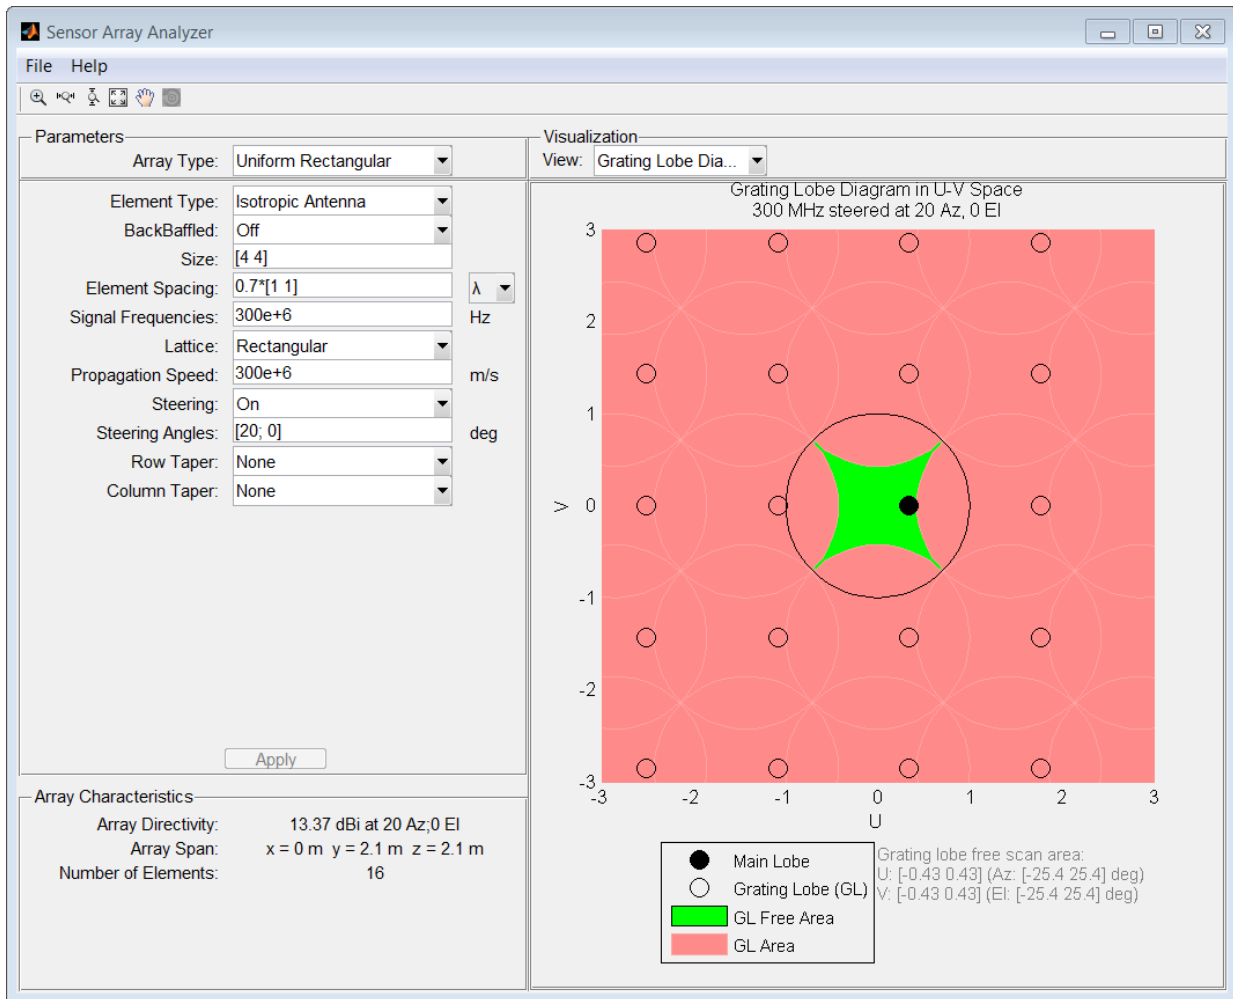 Sensor Array Analyzer
File Help
Parameters
Array Type: Uniform Rectangular
Element Type: Isotropic Antenna
BackBaffled: Off
Size: [4 4]
Element Spacing: 0.7*[1 1] λ
Signal Frequencies: 300e+6 Hz
Lattice: Rectangular
Propagation Speed: 300e+6 m/s
Steering: On
Steering Angles: [20; 0] deg
Row Taper: None
Column Taper: None
Apply
Array Characteristics
Array Directivity: 13.37 dBi at 20 Az;0 El
Array Span: x = 0 m y = 2.1 m z = 2.1 m
Number of Elements: 16
Visualization
View: Grating Lobe Dia...
Grating Lobe Diagram in U-V Space
300 MHz steered at 20 Az, 0 El
3
2
1
0
-1
-2
-3
V
-3 -2 -1 0 1 2 3
U
Main Lobe
Grating Lobe (GL)
GL Free Area
GL Area
Grating lobe free scan area:
U: [-0.43 0.43] (Az: [-25.4 25.4] deg)
V: [-0.43 0.43] (El: [-25.4 25.4] deg)